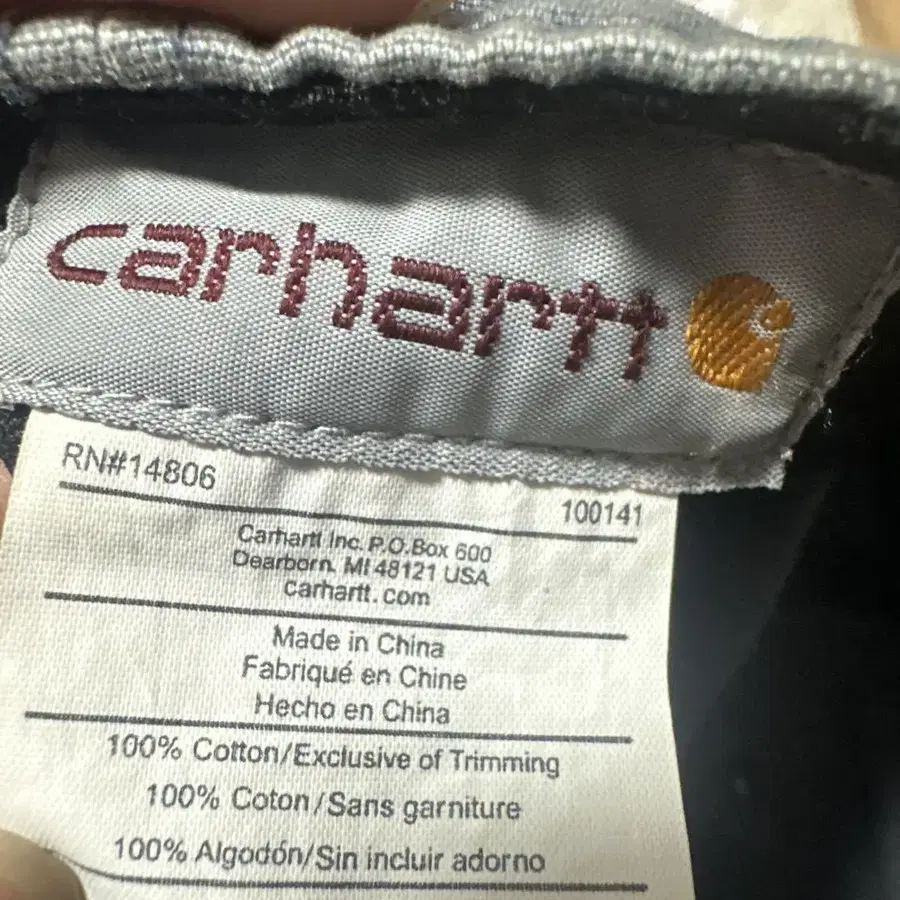 carhartt
RN#14806
100141
Carhartt Inc. P.O.Box 600
Dearborn. MI 48121 USA
Carhartt.com
Made in China
Fabriqué en Chine
Hecho en China
100% Cotton/Exclusive of Trimming
100% Coton/Sans garniture
100% Algodón/Sin incluir adorno